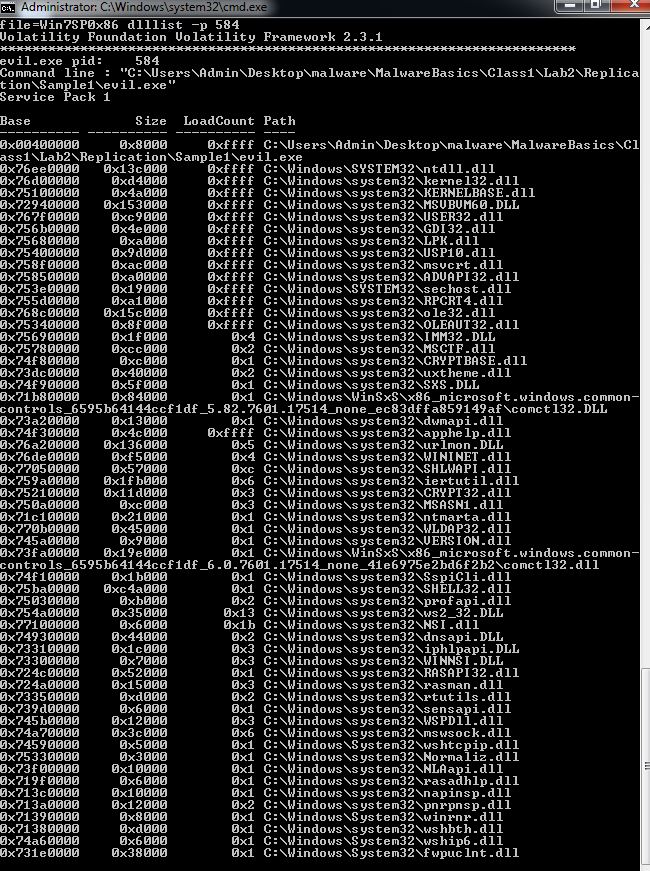 Administrator: C:\Windows\system32\cmd.exe
file=Win7SP0x86 dlllist -p 584
Volatility Foundation Volatility Framework 2.3.1
************************************************************************
evil.exe pid:    584
Command line : "C:\Users\Admin\Desktop\malware\MalwareBasics\Class1\Lab2\Replica
tion\Sample1\evil.exe"
Service Pack 1
Base             Size  LoadCount Path
---------- ---------- ---------- ----
0x00400000     0x8000     0xffff C:\Users\Admin\Desktop\malware\MalwareBasics\Cl
ass1\Lab2\Replication\Sample1\evil.exe
0x76ee0000   0x13c000     0xffff C:\Windows\SYSTEM32\ntdll.dll
0x76d00000    0xd4000     0xffff C:\Windows\system32\kernel32.dll
0x75100000    0x4a000     0xffff C:\Windows\system32\KERNELBASE.dll
0x72940000   0x153000     0xffff C:\Windows\system32\MSVBVM60.DLL
0x767f0000    0xc9000     0xffff C:\Windows\system32\USER32.dll
0x756b0000    0x4e000     0xffff C:\Windows\system32\GDI32.dll
0x75680000     0xa000     0xffff C:\Windows\system32\LPK.dll
0x75400000    0x9d000     0xffff C:\Windows\system32\USP10.dll
0x758f0000    0xac000     0xffff C:\Windows\system32\msvcrt.dll
0x75850000    0xa0000     0xffff C:\Windows\system32\ADVAPI32.dll
0x753e0000    0x19000     0xffff C:\Windows\SYSTEM32\sechost.dll
0x755d0000    0xa1000     0xffff C:\Windows\system32\RPCRT4.dll
0x768c0000   0x15c000     0xffff C:\Windows\system32\ole32.dll
0x75340000    0x8f000     0xffff C:\Windows\system32\OLEAUT32.dll
0x75690000    0x1f000        0x4 C:\Windows\system32\IMM32.DLL
0x75780000    0xcc000        0x2 C:\Windows\system32\MSCTF.dll
0x74f80000     0xc000        0x1 C:\Windows\system32\CRYPTBASE.dll
0x73dc0000    0x40000        0x2 C:\Windows\system32\uxtheme.dll
0x74f90000    0x5f000        0x1 C:\Windows\system32\SXS.DLL
0x71b80000    0x84000        0x1 C:\Windows\WinSxS\x86_microsoft.windows.common-
controls_6595b64144ccf1df_5.82.7601.17514_none_ec83dffa859149af\comctl32.DLL
0x73a20000    0x13000        0x1 C:\Windows\system32\dwmapi.dll
0x74f30000    0x4c000     0xffff C:\Windows\system32\apphelp.dll
0x76a20000   0x136000        0x5 C:\Windows\system32\urlmon.DLL
0x76de0000    0xf5000        0x4 C:\Windows\system32\WININET.dll
0x77050000    0x57000        0xc C:\Windows\system32\SHLWAPI.dll
0x759a0000   0x1fb000        0x6 C:\Windows\system32\iertutil.dll
0x75210000   0x11d000        0x3 C:\Windows\system32\CRYPT32.dll
0x750a0000     0xc000        0x3 C:\Windows\system32\MSASN1.dll
0x71c10000    0x21000        0x1 C:\Windows\system32\ntmarta.dll
0x770b0000    0x45000        0x1 C:\Windows\system32\WLDAP32.dll
0x745a0000     0x9000        0x1 C:\Windows\system32\VERSION.dll
0x73fa0000   0x19e000        0x1 C:\Windows\WinSxS\x86_microsoft.windows.common-
controls_6595b64144ccf1df_6.0.7601.17514_none_41e6975e2bd6f2b2\comctl32.dll
0x74f10000    0x1b000        0x1 C:\Windows\system32\SspiCli.dll
0x75ba0000   0xc4a000        0x1 C:\Windows\system32\SHELL32.dll
0x75030000     0xb000        0x2 C:\Windows\system32\profapi.dll
0x754a0000    0x35000       0x13 C:\Windows\system32\ws2_32.DLL
0x77100000     0x6000       0x1b C:\Windows\system32\NSI.dll
0x74930000    0x44000        0x2 C:\Windows\system32\dnsapi.DLL
0x73310000    0x1c000        0x3 C:\Windows\system32\iphlpapi.DLL
0x73300000     0x7000        0x3 C:\Windows\system32\WINNSI.DLL
0x724c0000    0x52000        0x1 C:\Windows\system32\RASAPI32.dll
0x724a0000    0x15000        0x3 C:\Windows\system32\rasman.dll
0x73350000     0xd000        0x2 C:\Windows\system32\rtutils.dll
0x739d0000     0x6000        0x1 C:\Windows\system32\sensapi.dll
0x745b0000    0x12000        0x3 C:\Windows\system32\WSPDll.dll
0x74a70000    0x3c000        0x6 C:\Windows\system32\mswsock.dll
0x74590000     0x5000        0x1 C:\Windows\System32\wshtcpip.dll
0x75330000     0x3000        0x1 C:\Windows\system32\Normaliz.dll
0x73f00000    0x10000        0x1 C:\Windows\system32\NLAapi.dll
0x719f0000     0x6000        0x1 C:\Windows\system32\rasadhlp.dll
0x713c0000    0x10000        0x1 C:\Windows\system32\napinsp.dll
0x713a0000    0x12000        0x2 C:\Windows\system32\pnrpnsp.dll
0x71390000     0x8000        0x1 C:\Windows\System32\winrnr.dll
0x71380000     0xd000        0x1 C:\Windows\system32\wshbth.dll
0x74a60000     0x6000        0x1 C:\Windows\System32\wship6.dll
0x731e0000    0x38000        0x1 C:\Windows\System32\fwpuclnt.dll